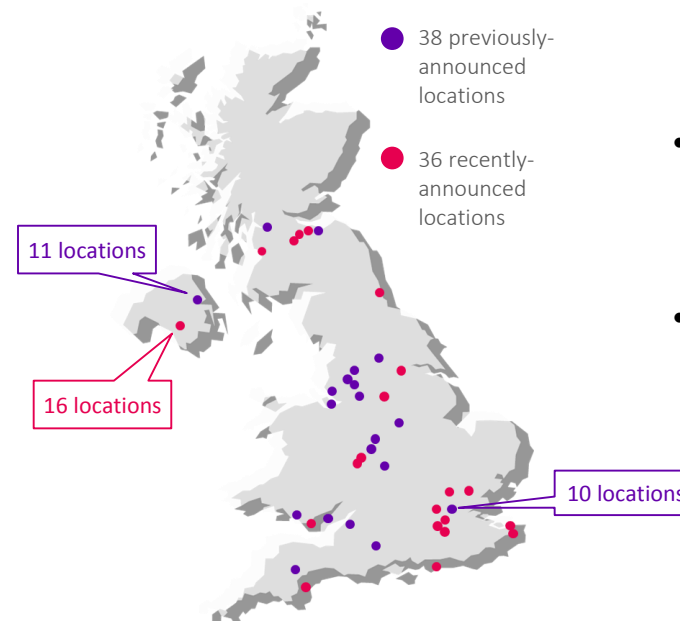 38 previously-
announced
locations
36 recently-
announced
locations
11 locations
16 locations
10 locations